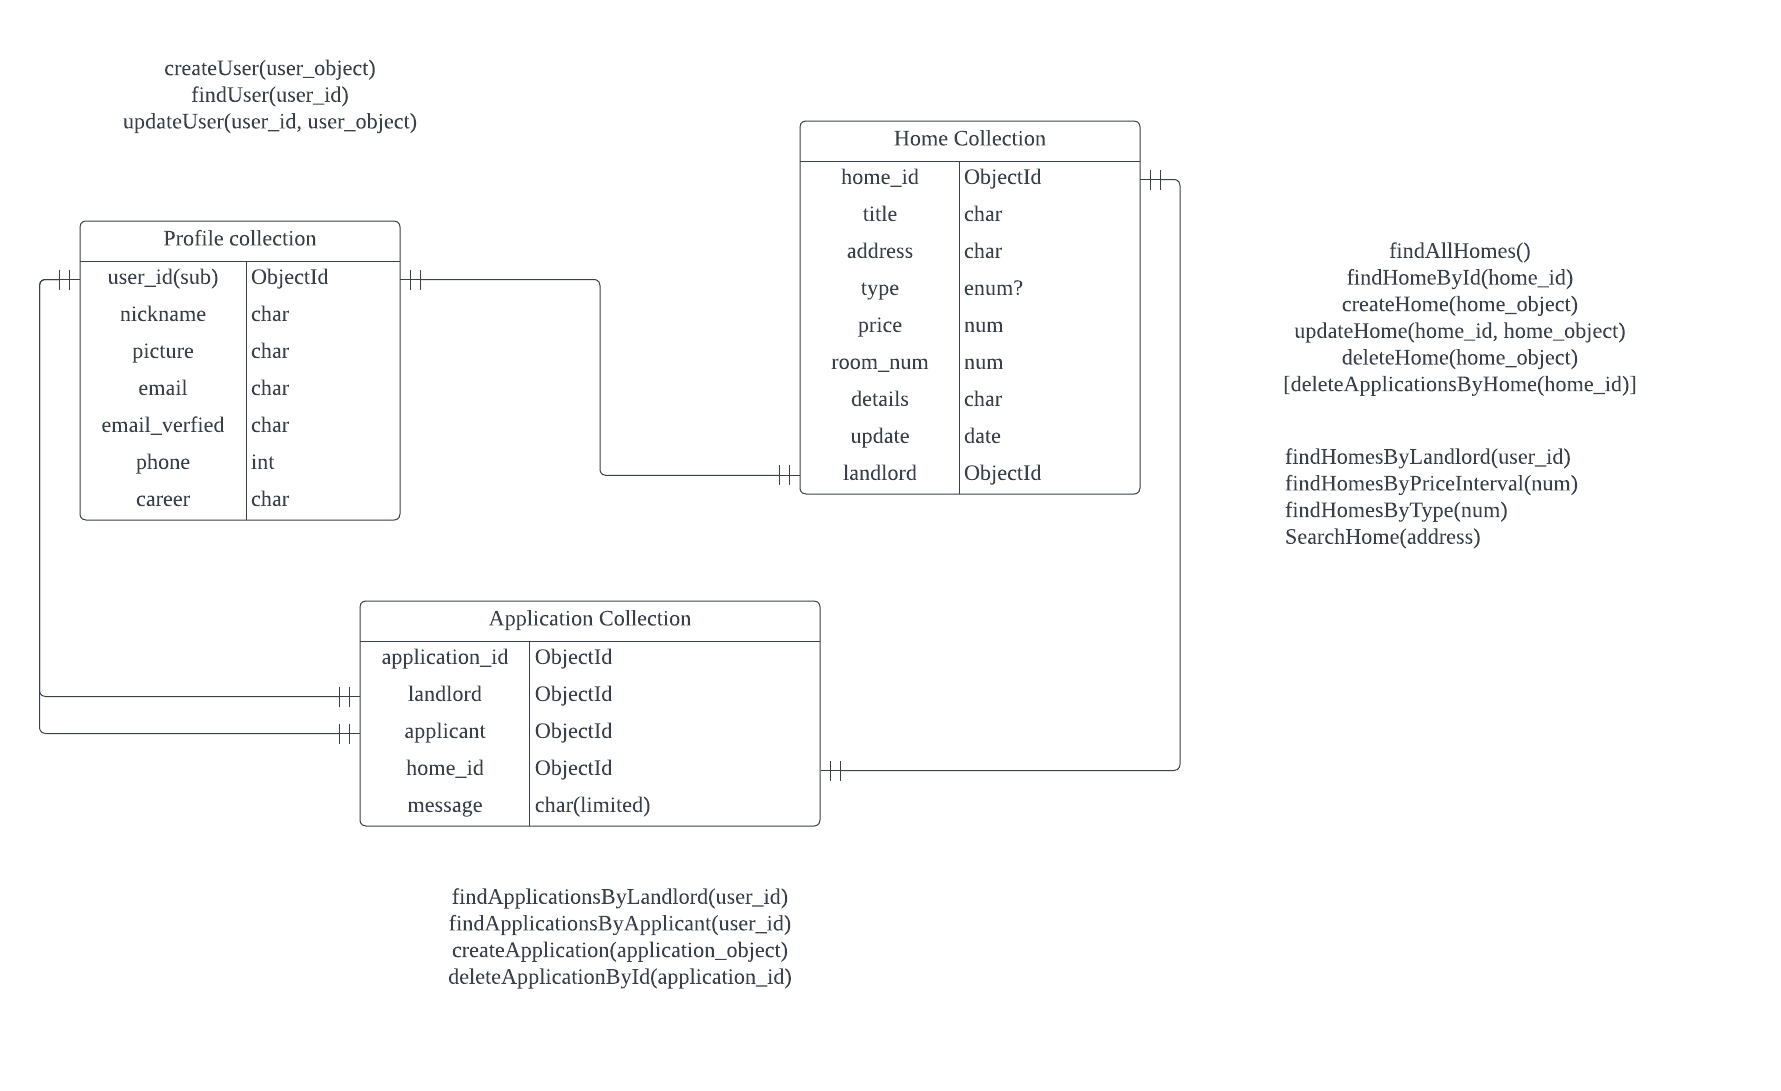 createUser(user_object)
findUser(user_id)
updateUser(user_id, user_object)
Profile collection
user_id(sub) ObjectId
nickname char
picture char
email char
email_verfied char
phone int
career char
Home Collection
home_id ObjectId
title char
address char
type enum?
price num
room_num num
details char
update date
landlord ObjectId
findAllHomes()
findHomeById(home_id)
createHome(home_object)
updateHome(home_id, home_object)
deleteHome(home_object)
[deleteApplicationsByHome(home_id)]
findHomesByLandlord(user_id)
findHomesByPriceInterval(num)
findHomesByType(num)
SearchHome(address)
Application Collection
application_id ObjectId
landlord ObjectId
applicant ObjectId
home_id ObjectId
message char(limited)
findApplicationsByLandlord(user_id)
findApplicationsByApplicant(user_id)
createApplication(application_object)
deleteApplicationById(application_id)